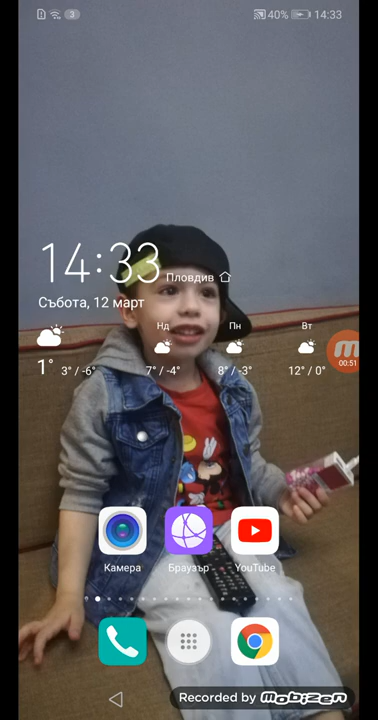 3
40%
14:33
14:33
Пловдив
Събота, 12 март
1°
3° / -6°
Нд
7° / -4°
Пн
8° / -3°
Вт
12° / 0°
00:51
Камера
Браузър
YouTube
Recorded by mobizen